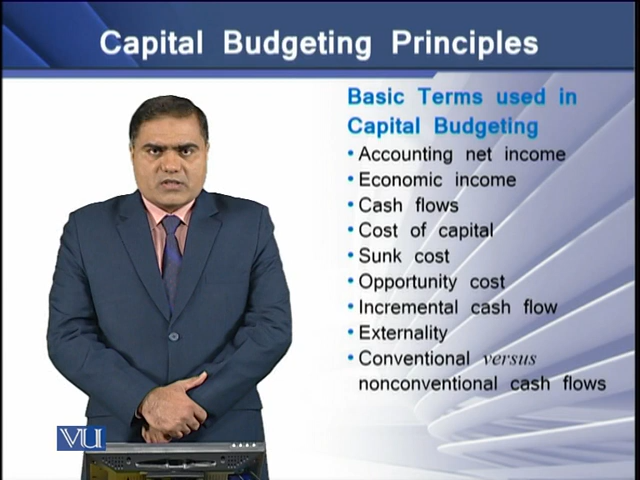 Capital Budgeting Principles
Basic Terms used in
Capital Budgeting
• Accounting net income
• Economic income
• Cash flows
• Cost of capital
• Sunk cost
• Opportunity cost
• Incremental cash flow
• Externality
• Conventional versus
nonconventional cash flows
VU